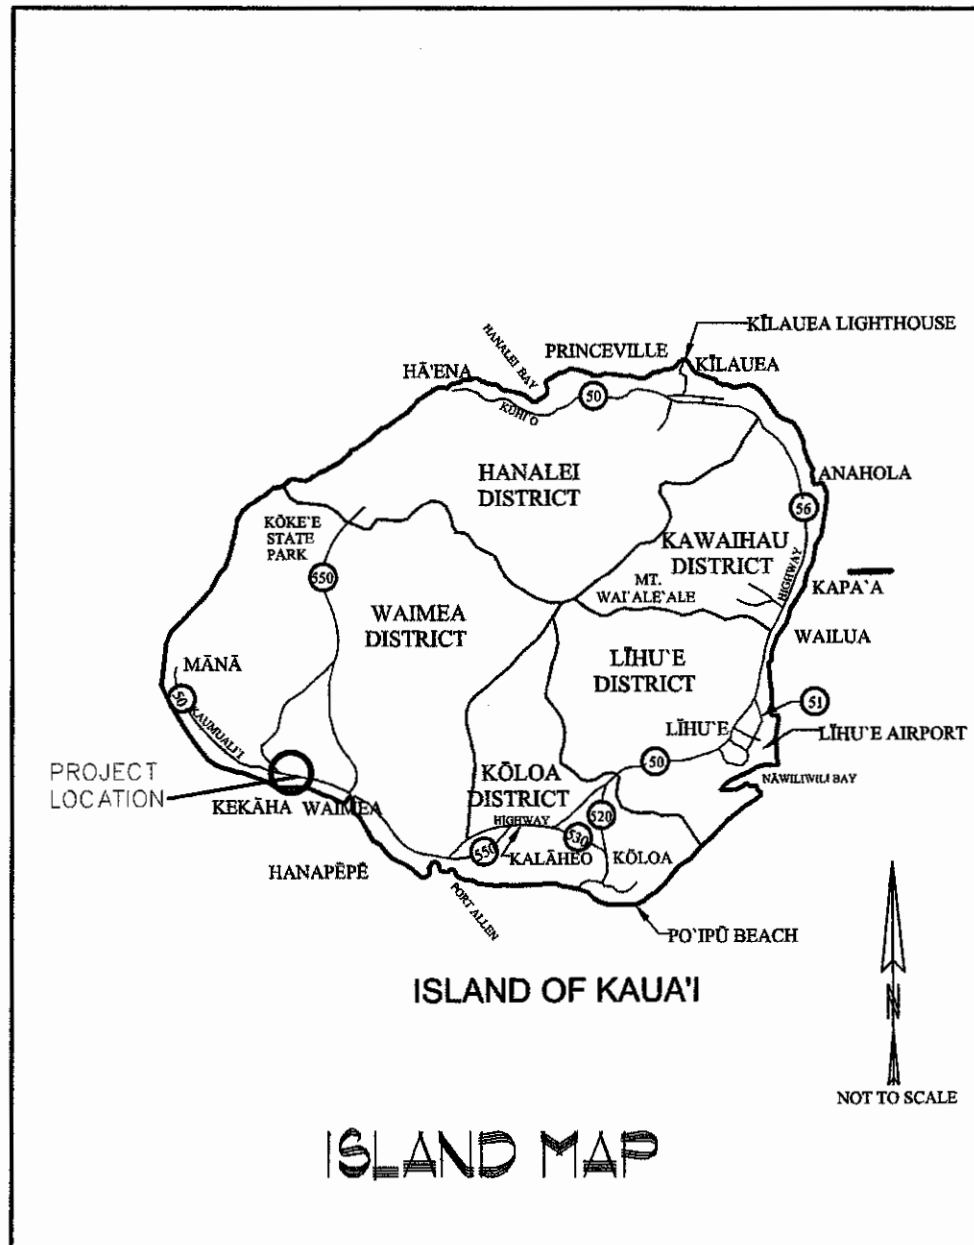 KĪLAUEA LIGHTHOUSE
HANALEI BAY
PRINCEVILLE
KĪLAUEA
HĀ'ENA
50
KŪHI'O
HANALEI
DISTRICT
ANAHOLA
56
KŌKE'E
STATE
PARK
KAWAIHAU
DISTRICT
HIGHWAY
550
MT.
WAI'ALE`ALE
KAPA`A
WAIMEA
DISTRICT
WAILUA
LĪHU`E
DISTRICT
MĀNĀ
50
KAUMUALI'I
51
LĪHU`E
LĪHU`E AIRPORT
50
PROJECT
LOCATION
KŌLOA
DISTRICT
NĀWILIWILI BAY
KEKĀHA
WAIMEA
HIGHWAY
520
530
550
KALĀHEO
KŌLOA
HANAPĒPĒ
PORT ALLEN
PO`IPŪ BEACH
ISLAND OF KAUA'I
N
NOT TO SCALE
ISLAND MAP